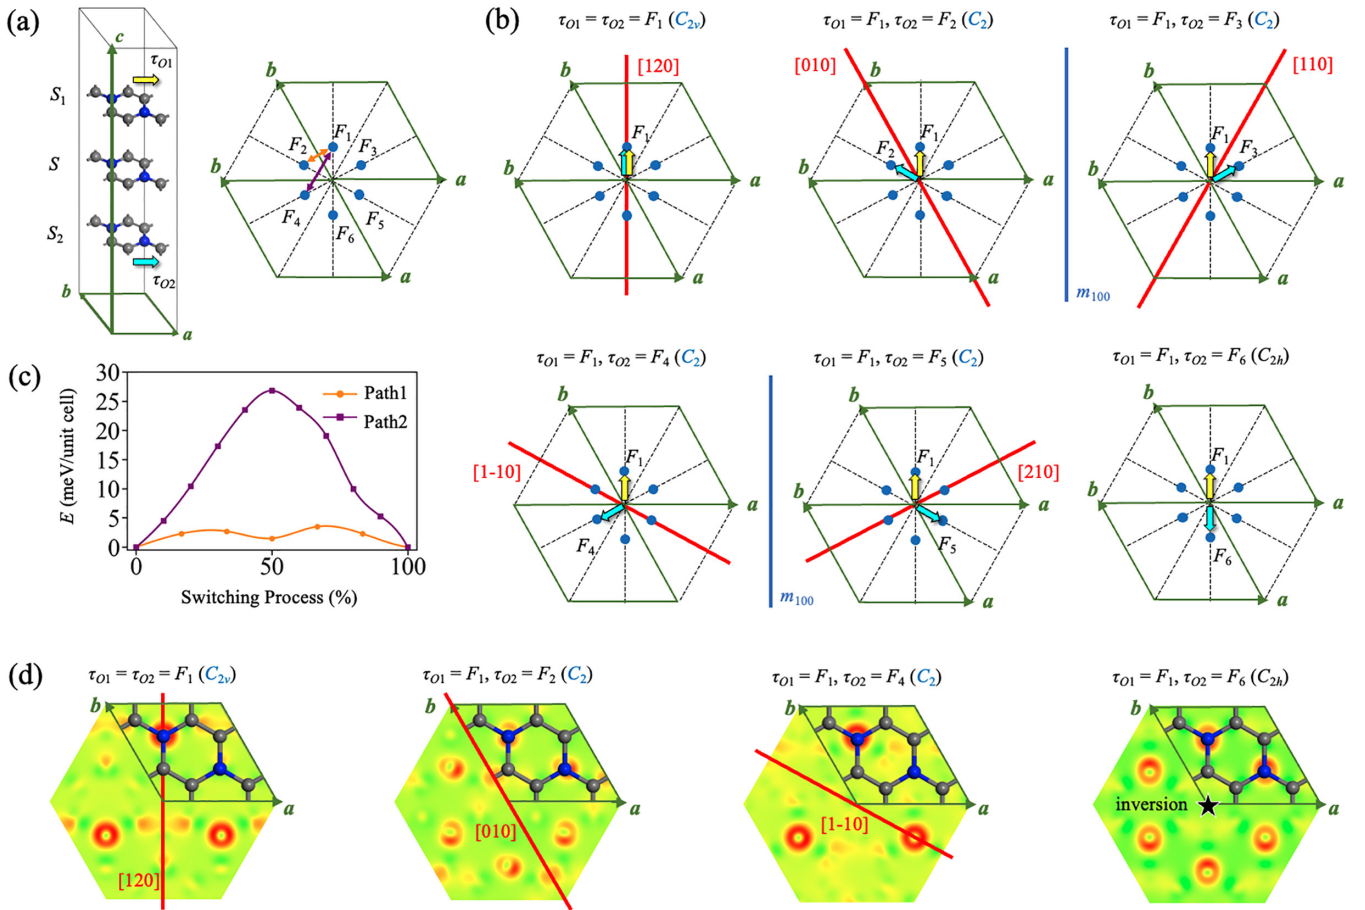 (a)
c
τO1
S1
S
S2
τO2
b
a
b
F1
F2
F3
b
a
F4
F5
F6
a
(b)
τO1 = τO2 = F1 (C2v)
b
[120]
F1
b
a
a
τO1 = F1, τO2 = F2 (C2)
[010]
b
F1
F2
b
a
a
τO1 = F1, τO2 = F3 (C2)
b
[110]
F1
F3
b
a
a
m100
τO1 = F1, τO2 = F4 (C2)
b
[1-10]
F1
a
F4
m100
τO1 = F1, τO2 = F5 (C2)
b
F1
[210]
a
F5
a
τO1 = F1, τO2 = F6 (C2h)
b
F1
a
F6
a
(c)
E (meV/unit cell)
30
25
20
15
10
5
0
Path1
Path2
0
50
100
Switching Process (%)
(d)
τO1 = τO2 = F1 (C2v)
b
a
[120]
τO1 = F1, τO2 = F2 (C2)
b
a
[010]
τO1 = F1, τO2 = F4 (C2)
b
a
[1-10]
τO1 = F1, τO2 = F6 (C2h)
b
inversion
a